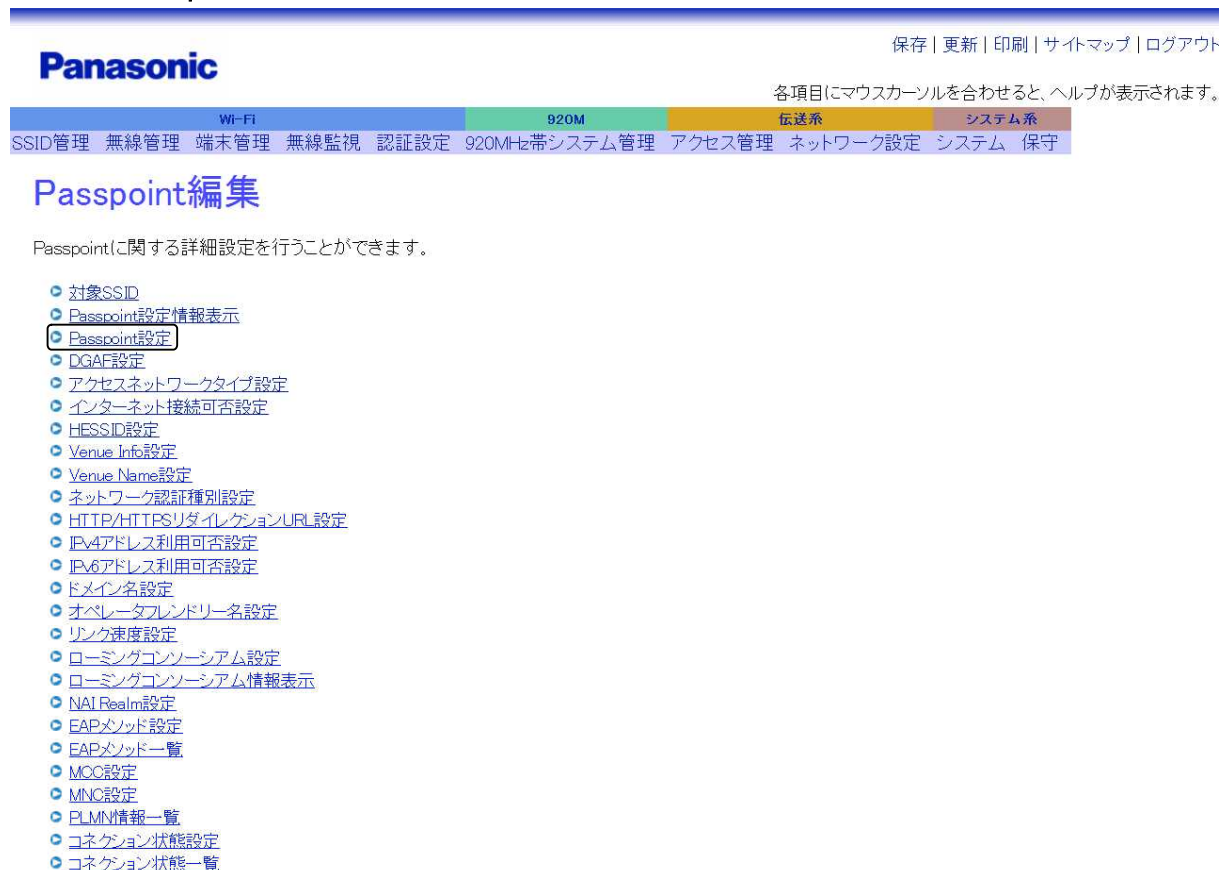 保存 | 更新 | 印刷 | サイトマップ | ログアウト
Panasonic
各項目にマウスカーソルを合わせると、ヘルプが表示されます。
Wi-Fi 920M 伝送系 システム系
SSID管理 無線管理 端末管理 無線監視 認証設定 920MHz帯システム管理 アクセス管理 ネットワーク設定 システム 保守
Passpoint編集
Passpointに関する詳細設定を行うことができます。
対象SSID
Passpoint設定情報表示
Passpoint設定
DGAF設定
アクセスネットワークタイプ設定
インターネット接続可否設定
HESSID設定
Venue Info設定
Venue Name設定
ネットワーク認証種別設定
HTTP/HTTPSリダイレクションURL設定
IPv4アドレス利用可否設定
IPv6アドレス利用可否設定
ドメイン名設定
オペレータフレンドリー名設定
リンク速度設定
ローミングコンソーシアム設定
ローミングコンソーシアム情報表示
NAI Realm設定
EAPメソッド設定
EAPメソッド一覧
MCC設定
MNC設定
PLMN情報一覧
コネクション状態設定
コネクション状態一覧